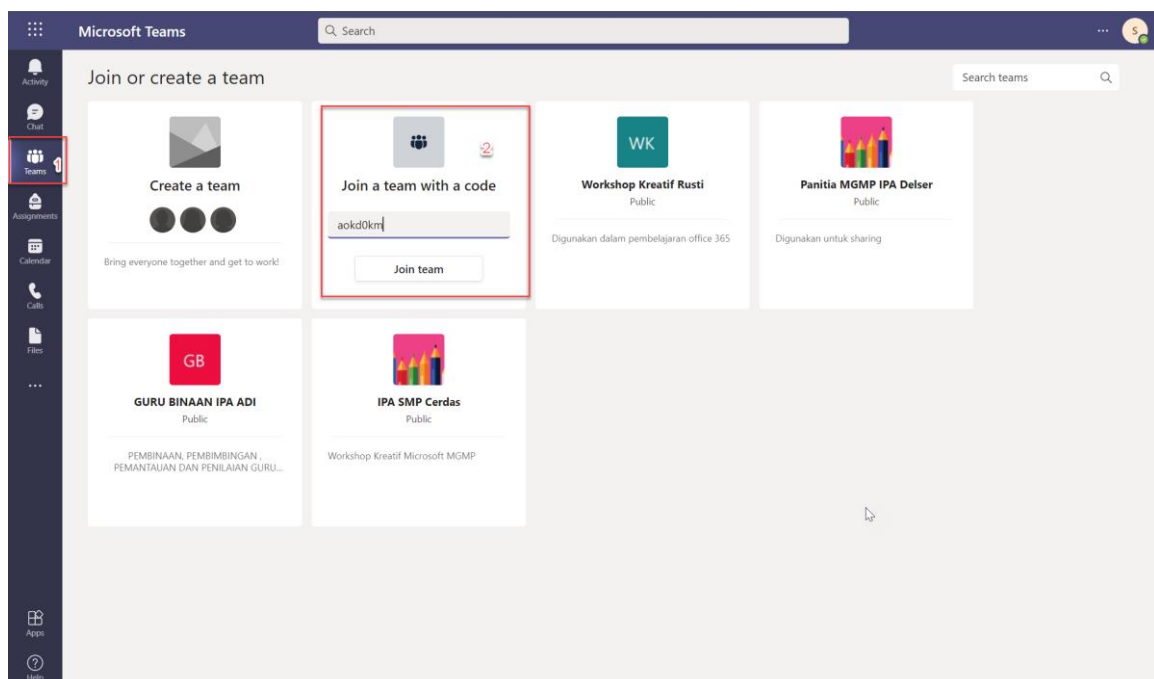 Microsoft Teams
Search
S
Activity
Chat
Teams
1
Assignments
Calendar
Calls
Files
Apps
Help
Join or create a team
Search teams
Create a team
Bring everyone together and get to work!
2
Join a team with a code
aokd0km
Join team
WK
Workshop Kreatif Rusti
Public
Digunakan dalam pembelajaran office 365
Panitia MGMP IPA Delser
Public
Digunakan untuk sharing
GB
GURU BINAAN IPA ADI
Public
PEMBINAAN, PEMBIMBINGAN ,
PEMANTAUAN DAN PENILAIAN GURU...
IPA SMP Cerdas
Public
Workshop Kreatif Microsoft MGMP